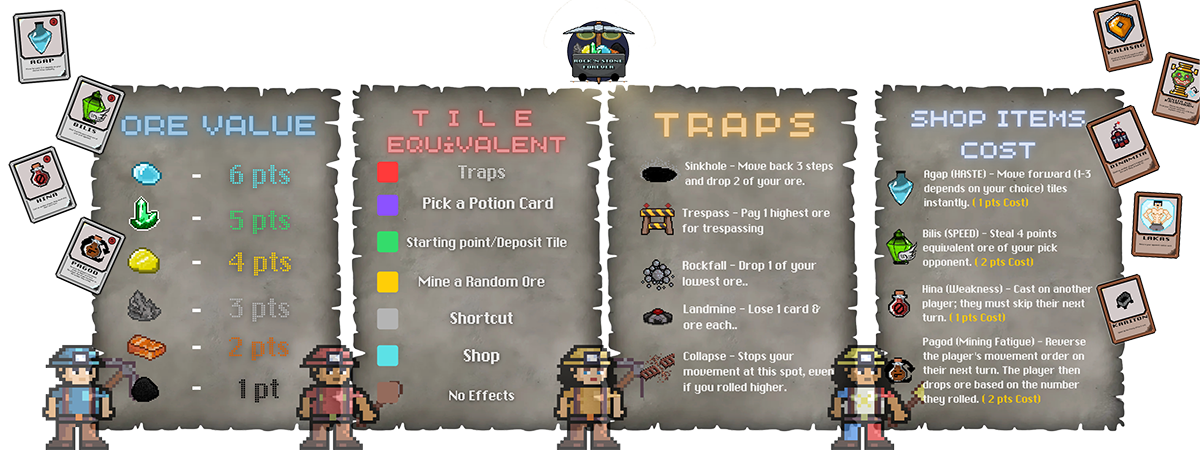 AGAP
BILIS
HINA
PAGOD
ROCK'N STONE
FOREVER
KALASAG
DINAMITA
LAKAS
KARITON
ORE VALUE
- 6 pts
- 5 pts
- 4 pts
- 3 pts
- 2 pts
- 1 pt
TILE
EQUIVALENT
Traps
Pick a Potion Card
Starting point/Deposit Tile
Mine a Random Ore
Shortcut
Shop
No Effects
TRAPS
Sinkhole - Move back 3 steps
and drop 2 of your ore.
Trespass - Pay 1 highest ore
for trespassing
Rockfall - Drop 1 of your
lowest ore..
Landmine - Lose 1 card &
ore each..
Collapse - Stops your
movement at this spot, even
if you rolled higher.
SHOP ITEMS
COST
Agap (HASTE) - Move forward (1-3
depends on your choice) tiles
instantly. ( 1 pts Cost)
Bilis (SPEED) - Steal 4 points
equivalent ore of your pick
opponent. ( 2 pts Cost)
Hina (Weakness) - Cast on another
player; they must skip their next
turn. ( 1 pts Cost)
Pagod (Mining Fatigue) - Reverse
the player's movement order on
their next turn. The player then
drops ore based on the number
they rolled. ( 2 pts Cost)